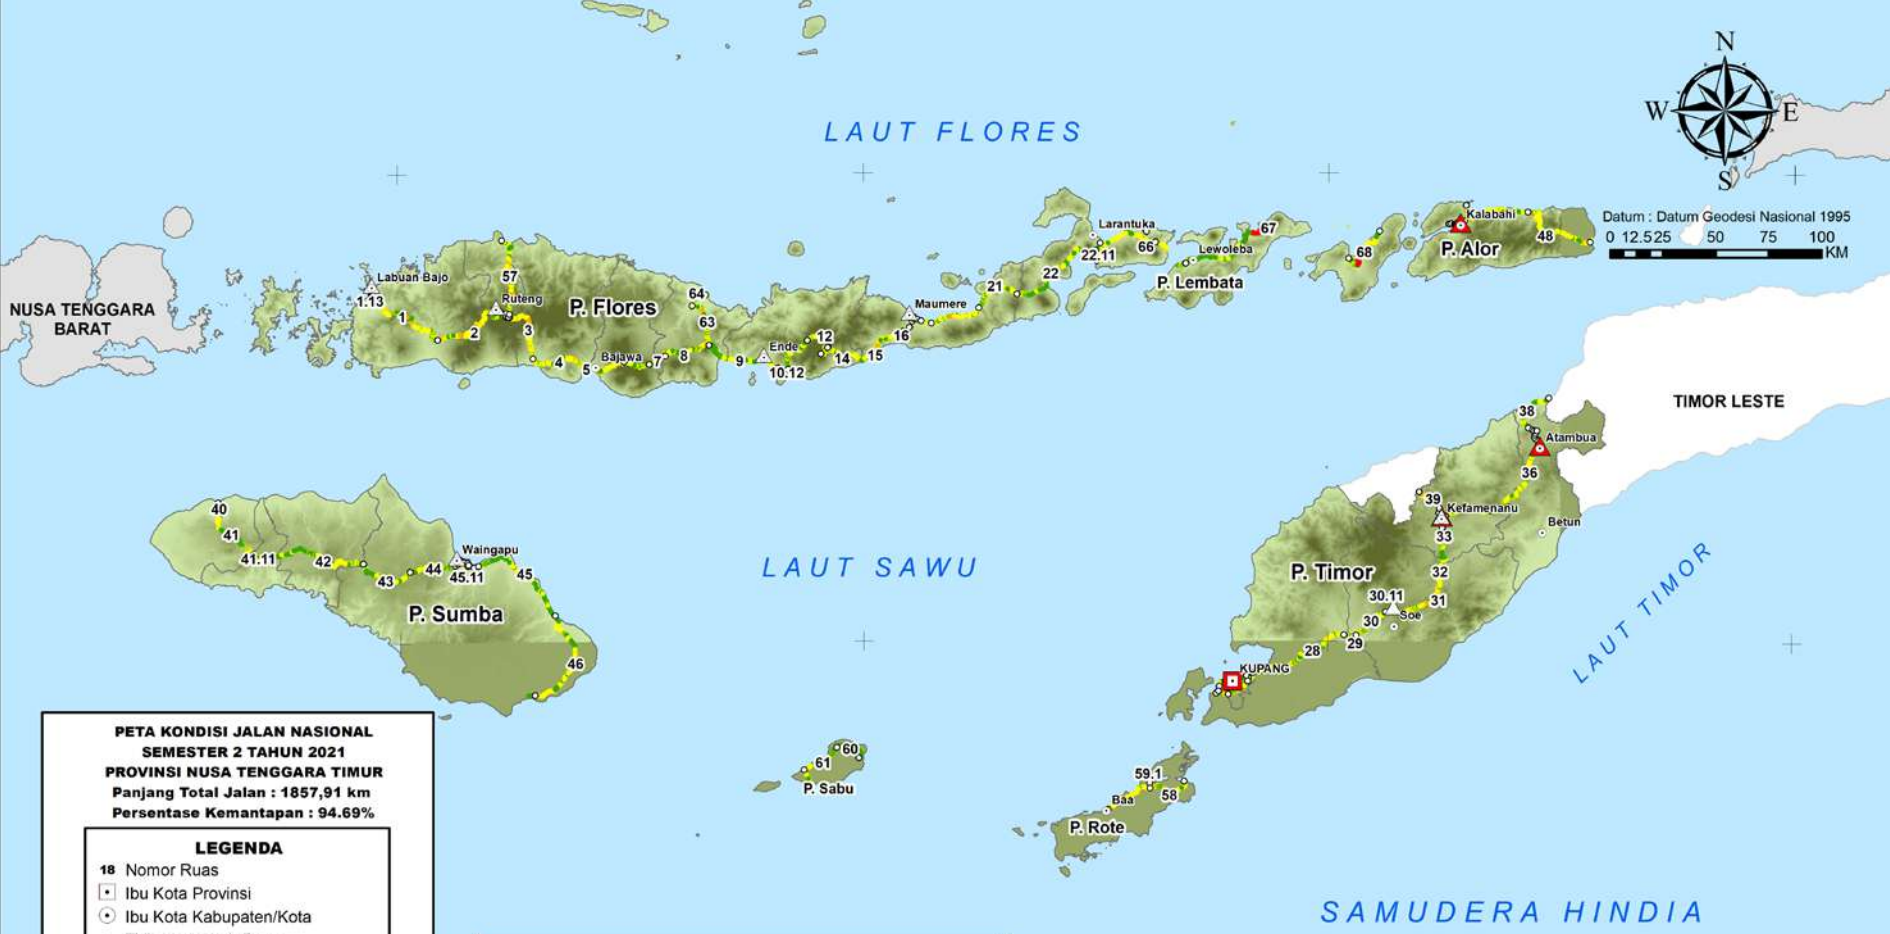 N
W
E
S
LAUT FLORES
Datum : Datum Geodesi Nasional 1995
0 12.525 50 75 100
KM
NUSA TENGGARA
BARAT
Labuan Bajo
1.13
1
2
57
Ruteng
3
P. Flores
4
5
Bajawa
7
8
64
63
9
Ende
10.12
12
14
15
16
Maumere
21
22
22.11
Larantuka
66
67
Lewoleba
P. Lembata
68
Kalabahi
P. Alor
48
TIMOR LESTE
38
Atambua
36
39
Kefamenanu
33
Betun
32
P. Timor
30.11
31
30
Soe
29
28
KUPANG
LAUT SAWU
LAUT TIMOR
40
41
41.11
42
43
44
Waingapu
45.11
45
P. Sumba
46
60
61
P. Sabu
59.1
58
Baa
P. Rote
SAMUDERA HINDIA
PETA KONDISI JALAN NASIONAL
SEMESTER 2 TAHUN 2021
PROVINSI NUSA TENGGARA TIMUR
Panjang Total Jalan : 1857,91 km
Persentase Kemantapan : 94.69%
LEGENDA
18 Nomor Ruas
Ibu Kota Provinsi
Ibu Kota Kabupaten/Kota